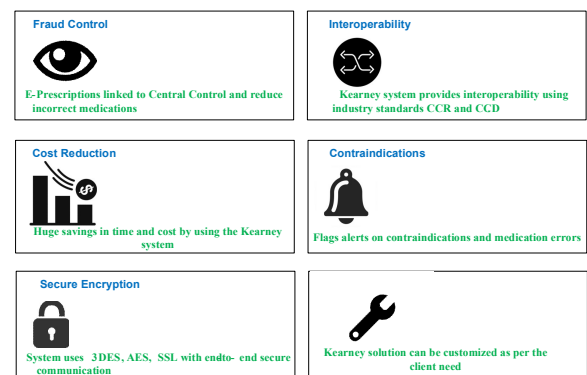 Fraud Control
E-Prescriptions linked to Central Control and reduce
incorrect medications
Interoperability
Kearney system provides interoperability using
industry standards CCR and CCD
Cost Reduction
Huge savings in time and cost by using the Kearney
system
Contraindications
Flags alerts on contraindications and medication errors
Secure Encryption
System uses 3DES, AES, SSL with endto- end secure
communication
Kearney solution can be customized as per the
client need